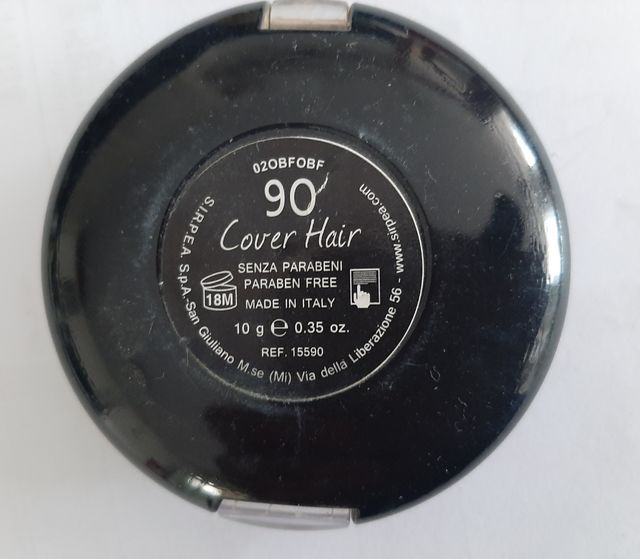 02OBFOBF
90
Cover Hair
SENZA PARABENI
PARABEN FREE
18M
MADE IN ITALY
10 g e 0.35 oz.
REF. 15590
S.I.R.P.E.A. S.p.A.-San Giuliano M.se (Mi) Via della Liberazione 56 - www.sirpea.com